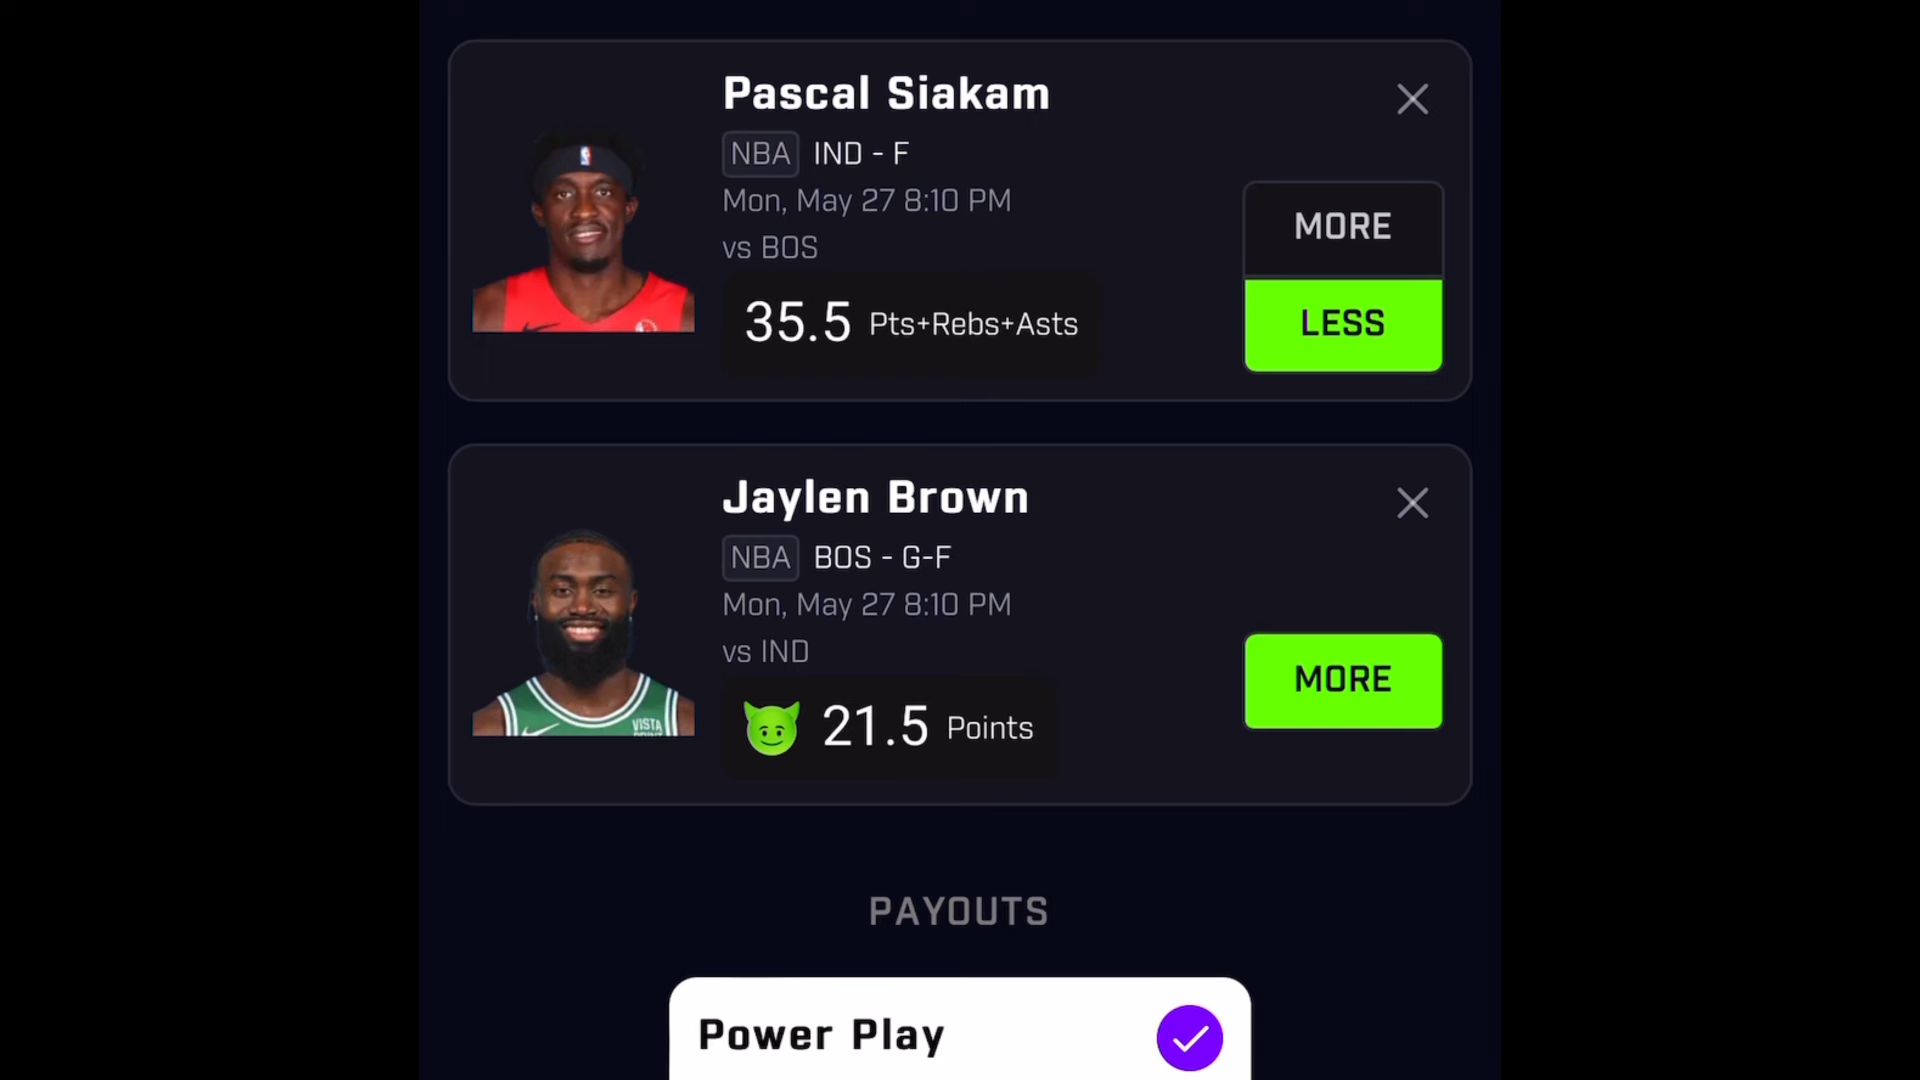 Pascal Siakam
NBA IND - F
Mon, May 27 8:10 PM
vs BOS
35.5 Pts+Rebs+Asts
MORE
LESS
Jaylen Brown
NBA BOS - G-F
Mon, May 27 8:10 PM
vs IND
21.5 Points
MORE
VISTA
PAYOUTS
Power Play